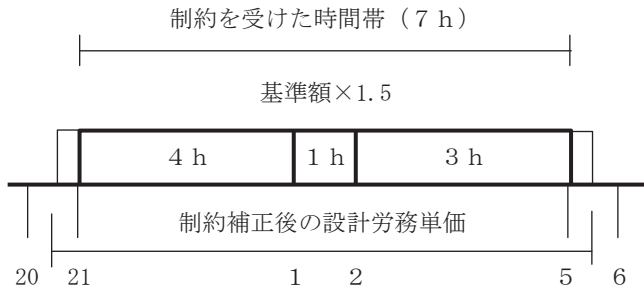 制約を受けた時間帯（７ｈ）
基準額×1.5
４ｈ 1ｈ ３ｈ
制約補正後の設計労務単価
20 21 1 2 5 6